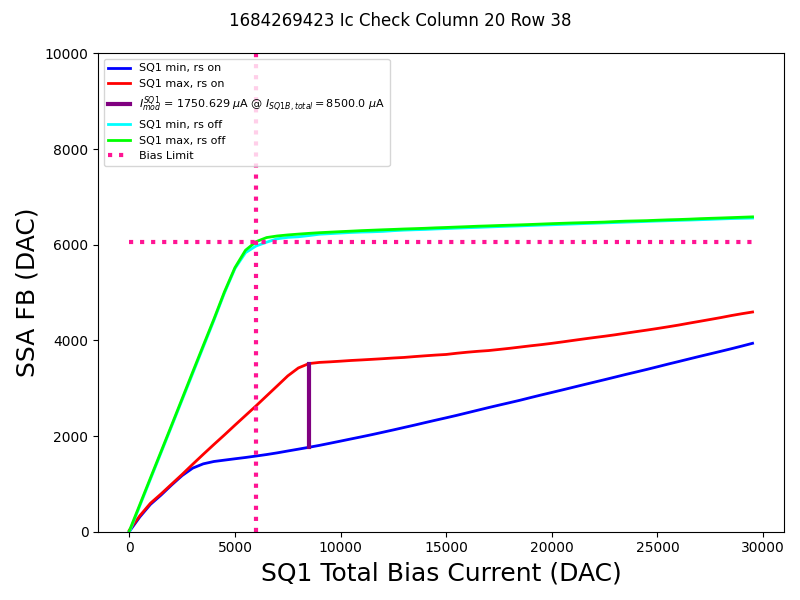 1684269423 Ic Check Column 20 Row 38
10000
8000
6000
4000
2000
0
SSA FB (DAC)
SQ1 min, rs on
SQ1 max, rs on
I_{mod}^{SQ1} = 1750.629 μA @ I_{SQ1B, total} = 8500.0 μA
SQ1 min, rs off
SQ1 max, rs off
Bias Limit
0 5000 10000 15000 20000 25000 30000
SQ1 Total Bias Current (DAC)